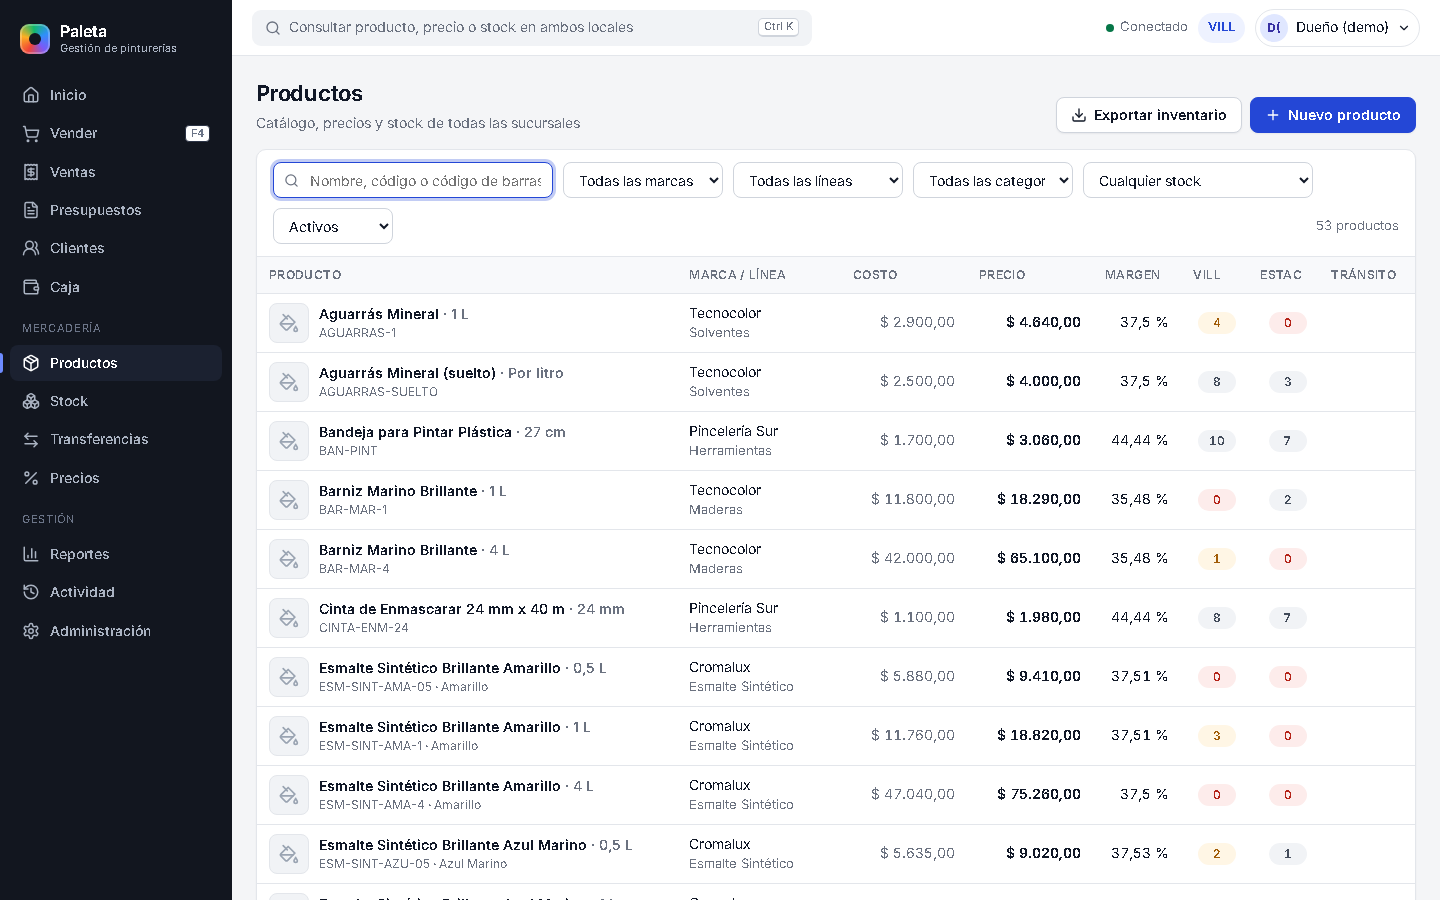 Paleta
Gestión de pinturerías
Inicio
Vender F4
Ventas
Presupuestos
Clientes
Caja
MERCADERÍA
Productos
Stock
Transferencias
Precios
GESTIÓN
Reportes
Actividad
Administración
Consultar producto, precio o stock en ambos locales Ctrl K
Conectado VILL D( Dueño (demo)
Productos
Catálogo, precios y stock de todas las sucursales
Exportar inventario
Nuevo producto
Nombre, código o código de barras Todas las marcas Todas las líneas Todas las categor Cualquier stock
Activos 53 productos
PRODUCTO MARCA / LÍNEA COSTO PRECIO MARGEN VILL ESTAC TRÁNSITO
Aguarrás Mineral · 1 L Tecnocolor $ 2.900,00 $ 4.640,00 37,5 % 4 0
AGUARRAS-1 Solventes
Aguarrás Mineral (suelto) · Por litro Tecnocolor $ 2.500,00 $ 4.000,00 37,5 % 8 3
AGUARRAS-SUELTO Solventes
Bandeja para Pintar Plástica · 27 cm Pincelería Sur $ 1.700,00 $ 3.060,00 44,44 % 10 7
BAN-PINT Herramientas
Barniz Marino Brillante · 1 L Tecnocolor $ 11.800,00 $ 18.290,00 35,48 % 0 2
BAR-MAR-1 Maderas
Barniz Marino Brillante · 4 L Tecnocolor $ 42.000,00 $ 65.100,00 35,48 % 1 0
BAR-MAR-4 Maderas
Cinta de Enmascarar 24 mm x 40 m · 24 mm Pincelería Sur $ 1.100,00 $ 1.980,00 44,44 % 8 7
CINTA-ENM-24 Herramientas
Esmalte Sintético Brillante Amarillo · 0,5 L Cromalux $ 5.880,00 $ 9.410,00 37,51 % 0 0
ESM-SINT-AMA-05 · Amarillo Esmalte Sintético
Esmalte Sintético Brillante Amarillo · 1 L Cromalux $ 11.760,00 $ 18.820,00 37,51 % 3 0
ESM-SINT-AMA-1 · Amarillo Esmalte Sintético
Esmalte Sintético Brillante Amarillo · 4 L Cromalux $ 47.040,00 $ 75.260,00 37,5 % 0 0
ESM-SINT-AMA-4 · Amarillo Esmalte Sintético
Esmalte Sintético Brillante Azul Marino · 0,5 L Cromalux $ 5.635,00 $ 9.020,00 37,53 % 2 1
ESM-SINT-AZU-05 · Azul Marino Esmalte Sintético